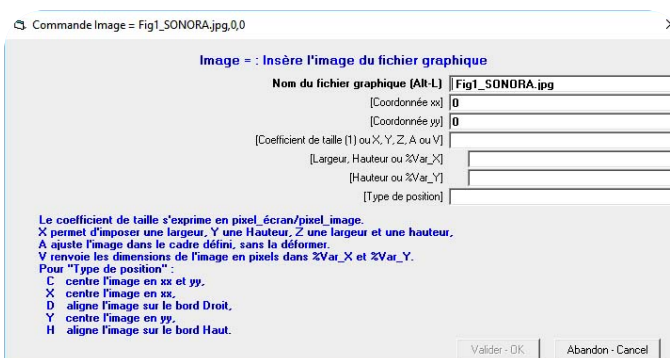 Commande Image = Fig1_SONORA.jpg,0,0
Image = : Insère l'image du fichier graphique
Nom du fichier graphique (Alt-L) Fig1_SONORA.jpg
[Coordonnée xx] 0
[Coordonnée yy] 0
[Coefficient de taille (1) ou X, Y, Z, A ou V]
[Largeur, Hauteur ou %Var_X]
[Hauteur ou %Var_Y]
[Type de position]
Le coefficient de taille s'exprime en pixel_écran/pixel_image.
X permet d'imposer une largeur, Y une Hauteur, Z une largeur et une hauteur,
A ajuste l'image dans le cadre défini, sans la déformer.
V renvoie les dimensions de l'image en pixels dans %Var_X et %Var_Y.
Pour "Type de position" :
C centre l'image en xx et yy,
X centre l'image en xx,
D aligne l'image sur le bord Droit,
Y centre l'image en yy,
H aligne l'image sur le bord Haut.
Valider - OK Abandon - Cancel